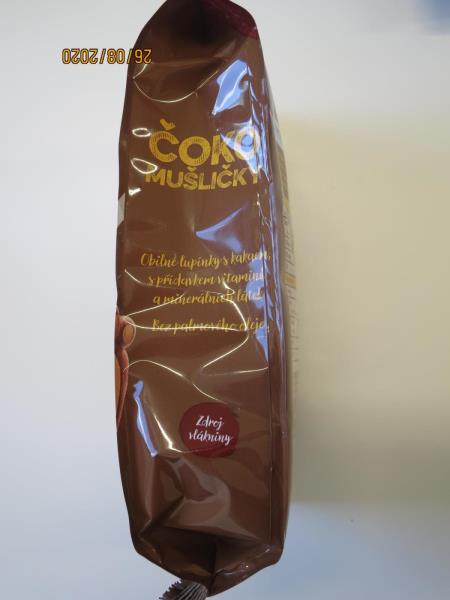 26/08/2020
ČOKO
MUŠLIČKY
Obilné lupínky s kakaem,
s přídavkem vitamínů
a minerálních látek
Bez palmového oleje
Zdroj
vlákniny